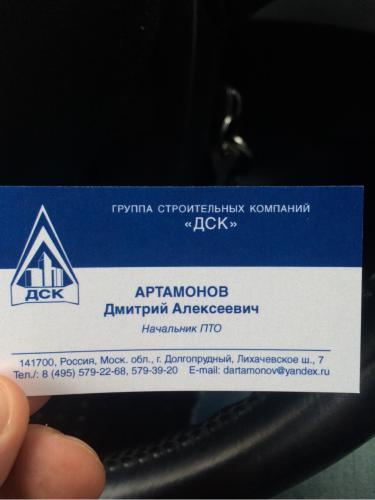 ГРУППА СТРОИТЕЛЬНЫХ КОМПАНИЙ
«ДСК»
ДСК
АРТАМОНОВ
Дмитрий Алексеевич
Начальник ПТО
141700, Россия, Моск. обл., г. Долгопрудный, Лихачевское ш., 7
Тел./: 8 (495) 579-22-68, 579-39-20 E-mail: dartamonov@yandex.ru